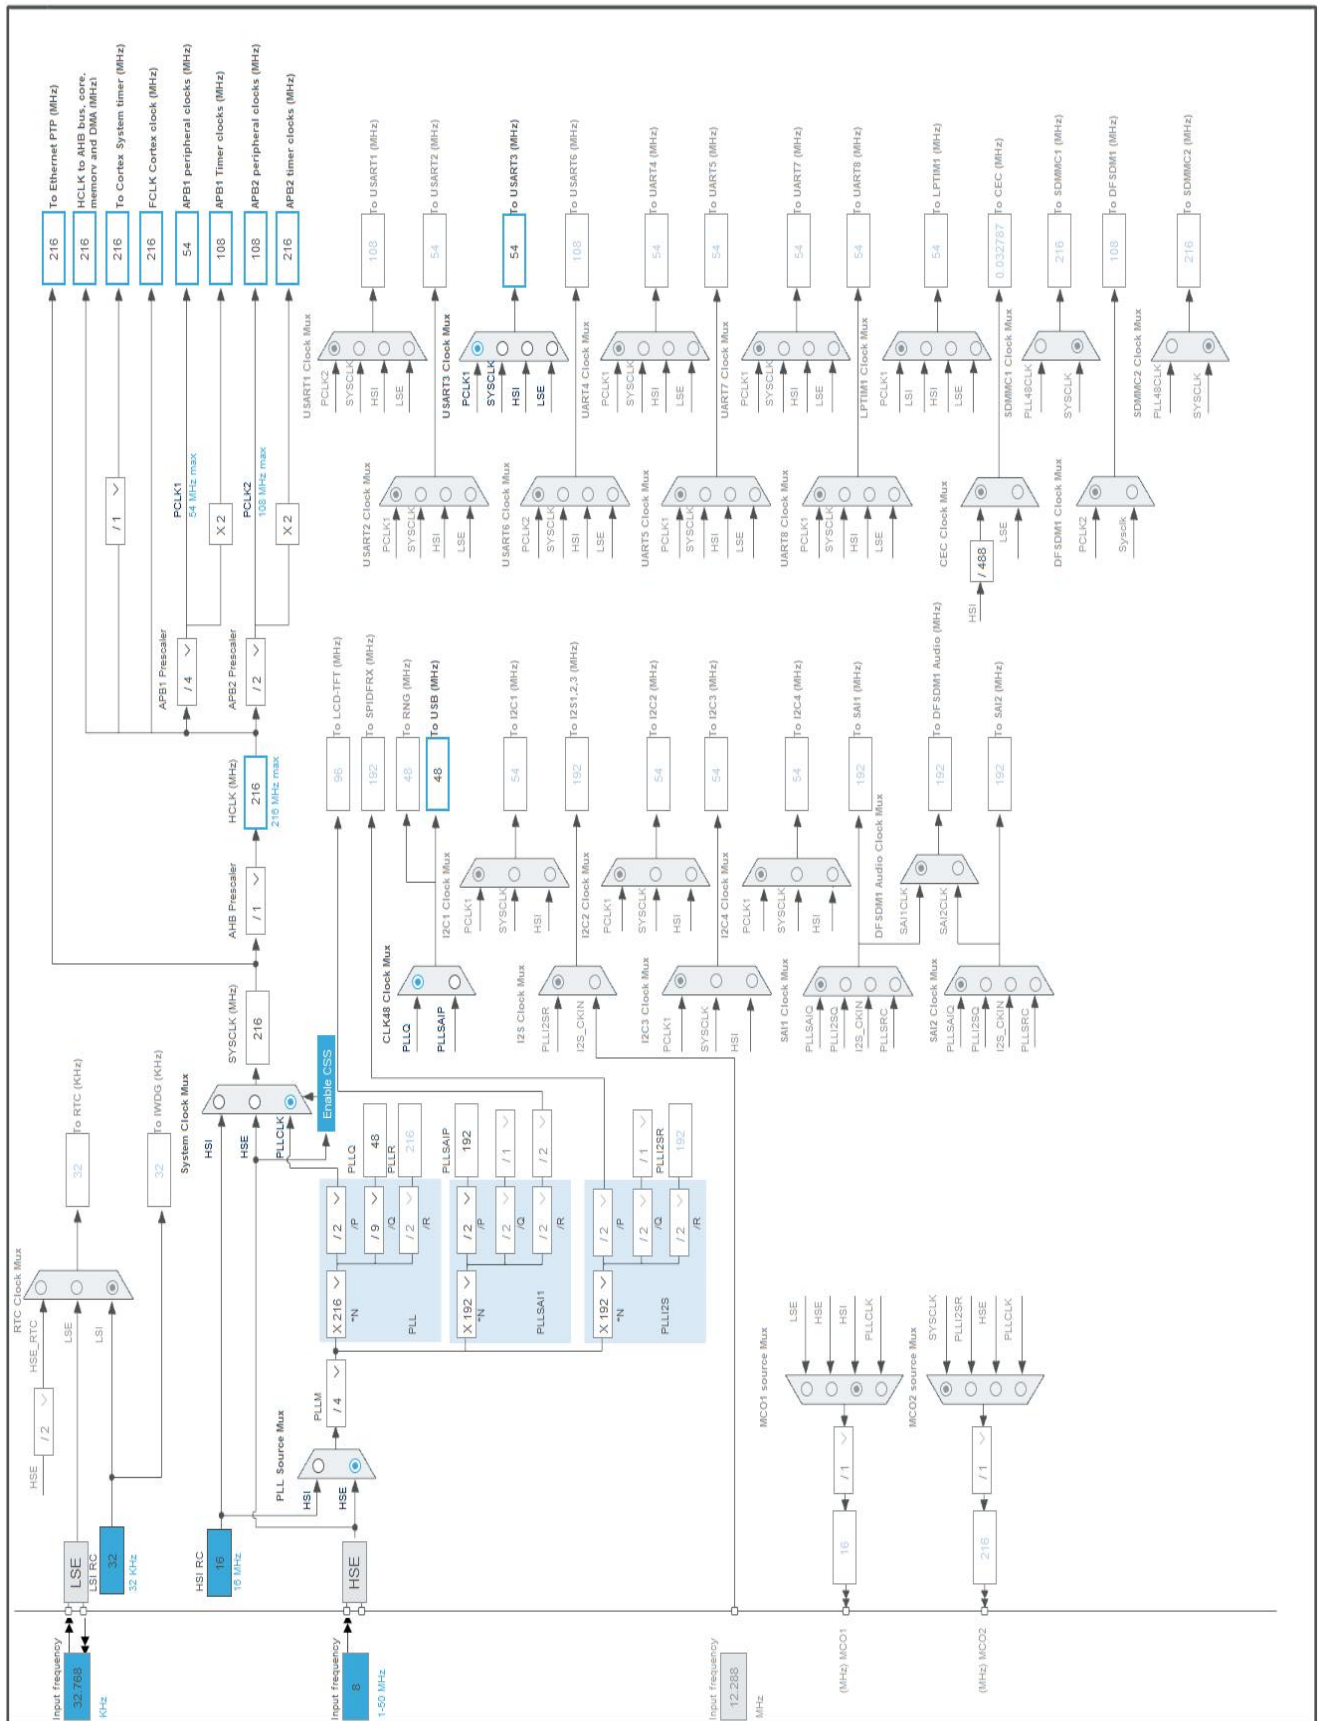 Input frequency
32.768
KHz
LSE
LSI RC
32
32 KHz
HSE
/ 2
HSE_RTC
LSE
LSI
RTC Clock Mux
32
To RTC (KHz)
32
To IWDG (KHz)
HSI RC
16
16 MHz
Input frequency
8
1-50 MHz
HSE
PLL Source Mux
HSI
HSE
PLLM
/ 4
System Clock Mux
HSI
HSE
PLLCLK
Enable CSS
SYSCLK (MHz)
216
AHB Prescaler
/ 1
HCLK (MHz)
216
216 MHz max
APB1 Prescaler
/ 4
APB2 Prescaler
/ 2
/ 1
PCLK1
54 MHz max
X 2
PCLK2
108 MHz max
X 2
216
To Ethernet PTP (MHz)
216
HCLK to AHB bus, core,
memory and DMA (MHz)
216
To Cortex System timer (MHz)
216
FCLK Cortex clock (MHz)
54
APB1 peripheral clocks (MHz)
108
APB1 Timer clocks (MHz)
108
APB2 peripheral clocks (MHz)
216
APB2 timer clocks (MHz)
X 216
*N
PLL
/ 2
/P
/ 9
/Q
/ 2
/R
PLLQ
48
PLLR
216
X 192
*N
PLLSAI1
/ 2
/P
/ 2
/Q
/ 2
/R
PLLSAIP
192
/ 1
/ 2
X 192
*N
PLLI2S
/ 2
/P
/ 2
/Q
/ 2
/R
/ 1
PLLI2SR
192
96
To LCD-TFT (MHz)
192
To SPIDFRX (MHz)
48
To RNG (MHz)
48
To USB (MHz)
CLK48 Clock Mux
PLLQ
PLLSAIP
I2C1 Clock Mux
PCLK1
SYSCLK
HSI
54
To I2C1 (MHz)
I2S Clock Mux
PLLI2SR
I2S_CKIN
192
To I2S1,2,3 (MHz)
I2C2 Clock Mux
PCLK1
SYSCLK
HSI
54
To I2C2 (MHz)
I2C3 Clock Mux
PCLK1
SYSCLK
HSI
54
To I2C3 (MHz)
I2C4 Clock Mux
PCLK1
SYSCLK
HSI
54
To I2C4 (MHz)
SAI1 Clock Mux
PLLSAIQ
PLLI2SQ
I2S_CKIN
PLLSRC
192
To SAI1 (MHz)
DFSDM1 Audio Clock Mux
SAI1CLK
SAI2CLK
192
To DFSDM1 Audio (MHz)
SAI2 Clock Mux
PLLSAIQ
PLLI2SQ
I2S_CKIN
PLLSRC
192
To SAI2 (MHz)
USART1 Clock Mux
PCLK2
SYSCLK
HSI
LSE
108
To USART1 (MHz)
USART2 Clock Mux
PCLK1
SYSCLK
HSI
LSE
54
To USART2 (MHz)
USART3 Clock Mux
PCLK1
SYSCLK
HSI
LSE
54
To USART3 (MHz)
USART6 Clock Mux
PCLK2
SYSCLK
HSI
LSE
108
To USART6 (MHz)
UART4 Clock Mux
PCLK1
SYSCLK
HSI
LSE
54
To UART4 (MHz)
UART5 Clock Mux
PCLK1
SYSCLK
HSI
LSE
54
To UART5 (MHz)
UART7 Clock Mux
PCLK1
SYSCLK
HSI
LSE
54
To UART7 (MHz)
UART8 Clock Mux
PCLK1
SYSCLK
HSI
LSE
54
To UART8 (MHz)
LPTIM1 Clock Mux
PCLK1
LSI
HSI
LSE
54
To LPTIM1 (MHz)
HSI
/ 488
CEC Clock Mux
LSE
0.032787
To CEC (MHz)
SDMMC1 Clock Mux
PLL48CLK
SYSCLK
216
To SDMMC1 (MHz)
DFSDM1 Clock Mux
PCLK2
Sysclk
108
To DFSDM1 (MHz)
SDMMC2 Clock Mux
PLL48CLK
SYSCLK
216
To SDMMC2 (MHz)
Input frequency
12.288
MHz
(MHz) MCO1
16
/ 1
MCO1 source Mux
LSE
HSE
HSI
PLLCLK
(MHz) MCO2
216
/ 1
MCO2 source Mux
SYSCLK
PLLI2SR
HSE
PLLCLK